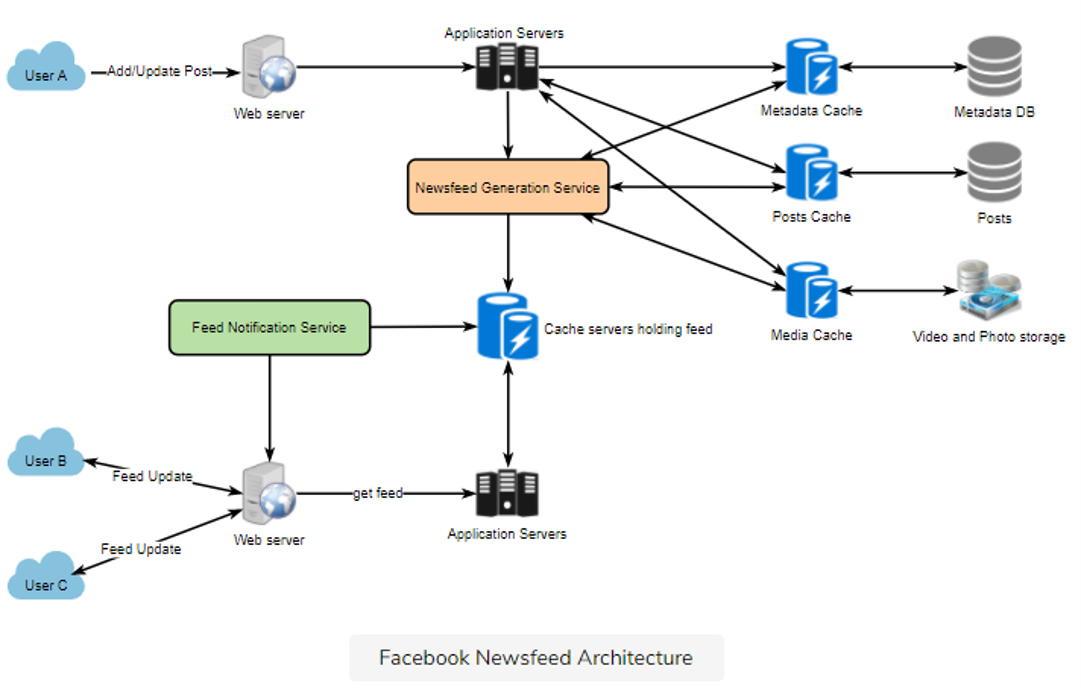 Application Servers
User A
Add/Update Post
Web server
Metadata Cache
Metadata DB
Newsfeed Generation Service
Posts Cache
Posts
Feed Notification Service
Cache servers holding feed
Media Cache
Video and Photo storage
User B
Feed Update
get feed
Web server
Application Servers
Feed Update
User C
Facebook Newsfeed Architecture